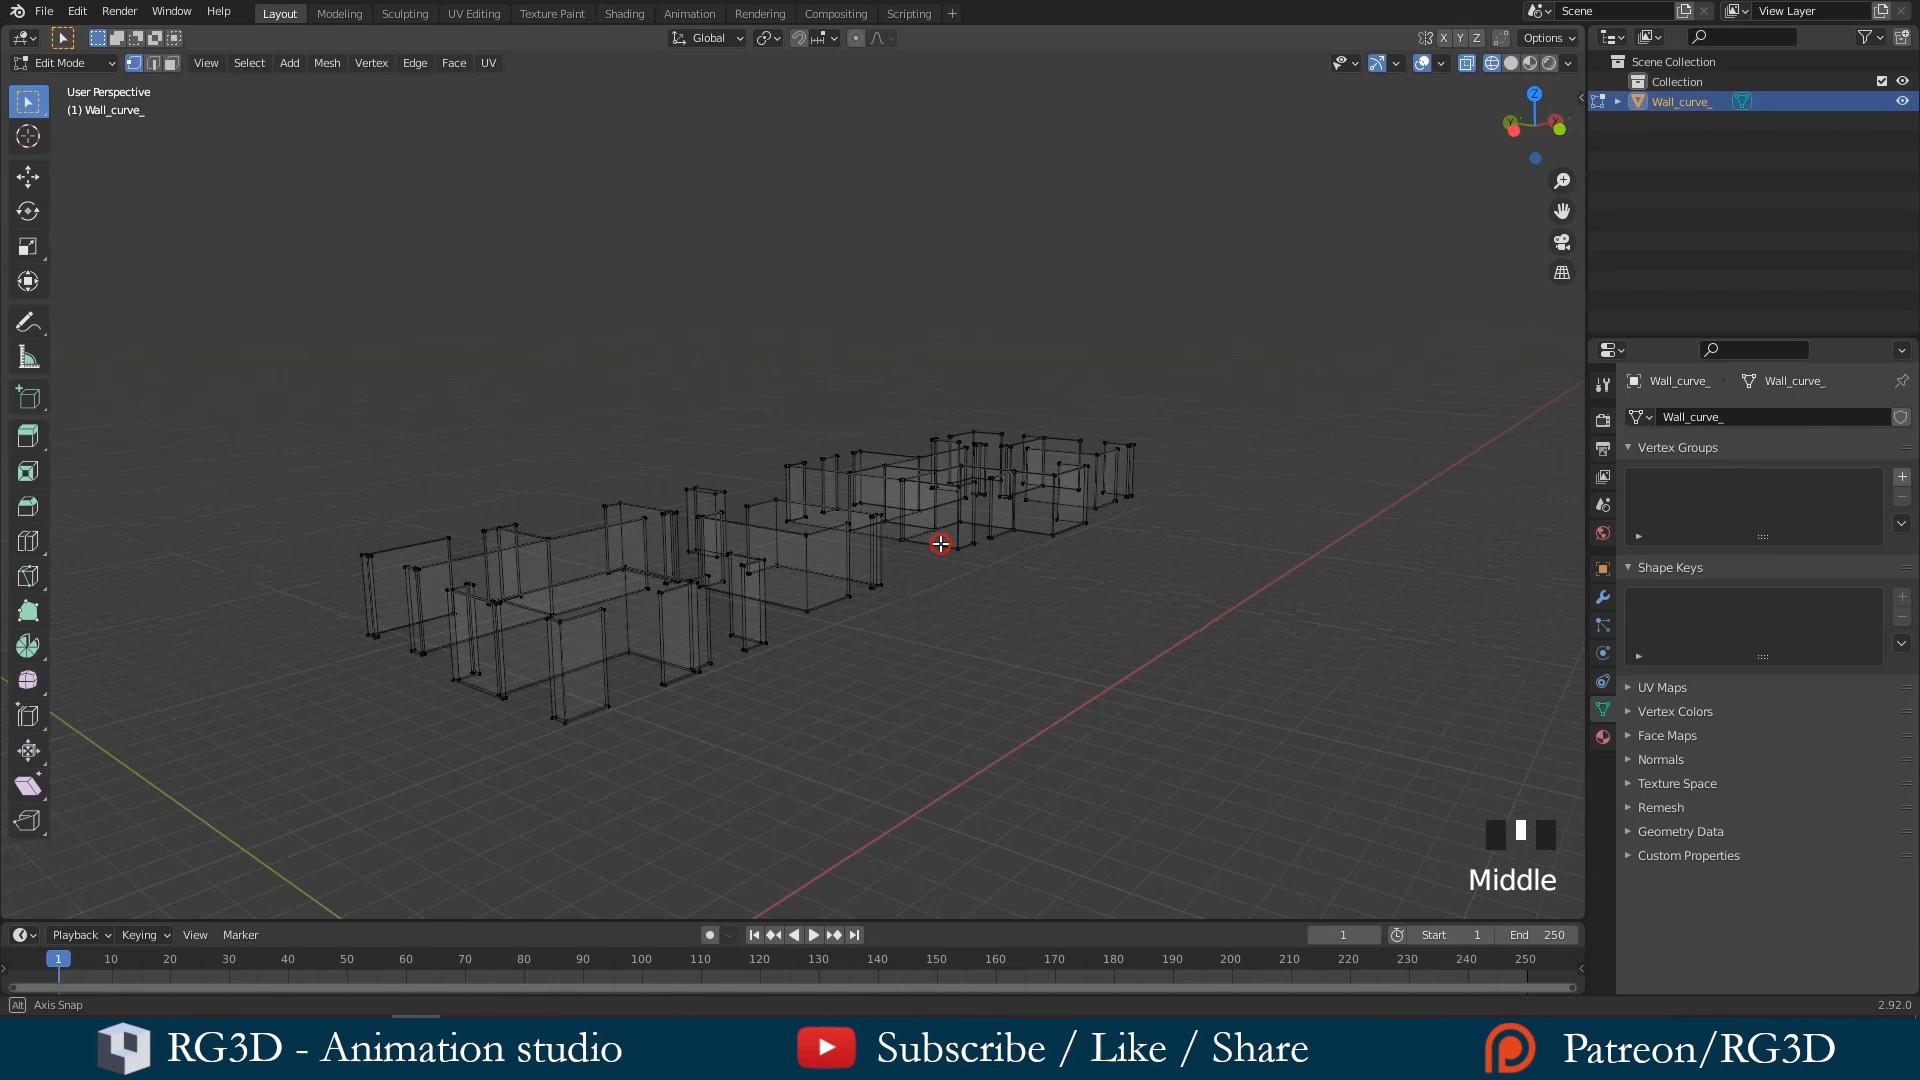 File Edit Render Window Help Layout Modeling Sculpting UV Editing Texture Paint Shading Animation Rendering Compositing Scripting + Scene View Layer
Global X Y Z Options
Edit Mode View Select Add Mesh Vertex Edge Face UV
User Perspective
(1) Wall_curve_
Z
Y X
Scene Collection
Collection
Wall_curve_
Wall_curve_ Wall_curve_
Wall_curve_
Vertex Groups
Shape Keys
UV Maps
Vertex Colors
Face Maps
Normals
Texture Space
Remesh
Geometry Data
Custom Properties
Middle
Playback Keying View Marker 1 Start 1 End 250
1 10 20 30 40 50 60 70 80 90 100 110 120 130 140 150 160 170 180 190 200 210 220 230 240 250
Alt Axis Snap 2.92.0
RG3D - Animation studio Subscribe / Like / Share Patreon/RG3D